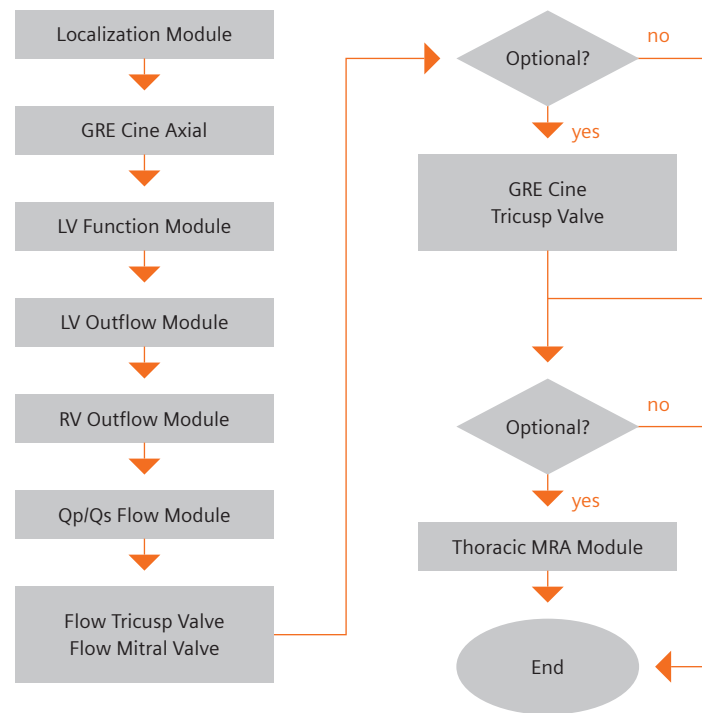 Localization Module
GRE Cine Axial
LV Function Module
LV Outflow Module
RV Outflow Module
Qp/Qs Flow Module
Flow Tricusp Valve
Flow Mitral Valve
Optional?
no
yes
GRE Cine
Tricusp Valve
Optional?
no
yes
Thoracic MRA Module
End